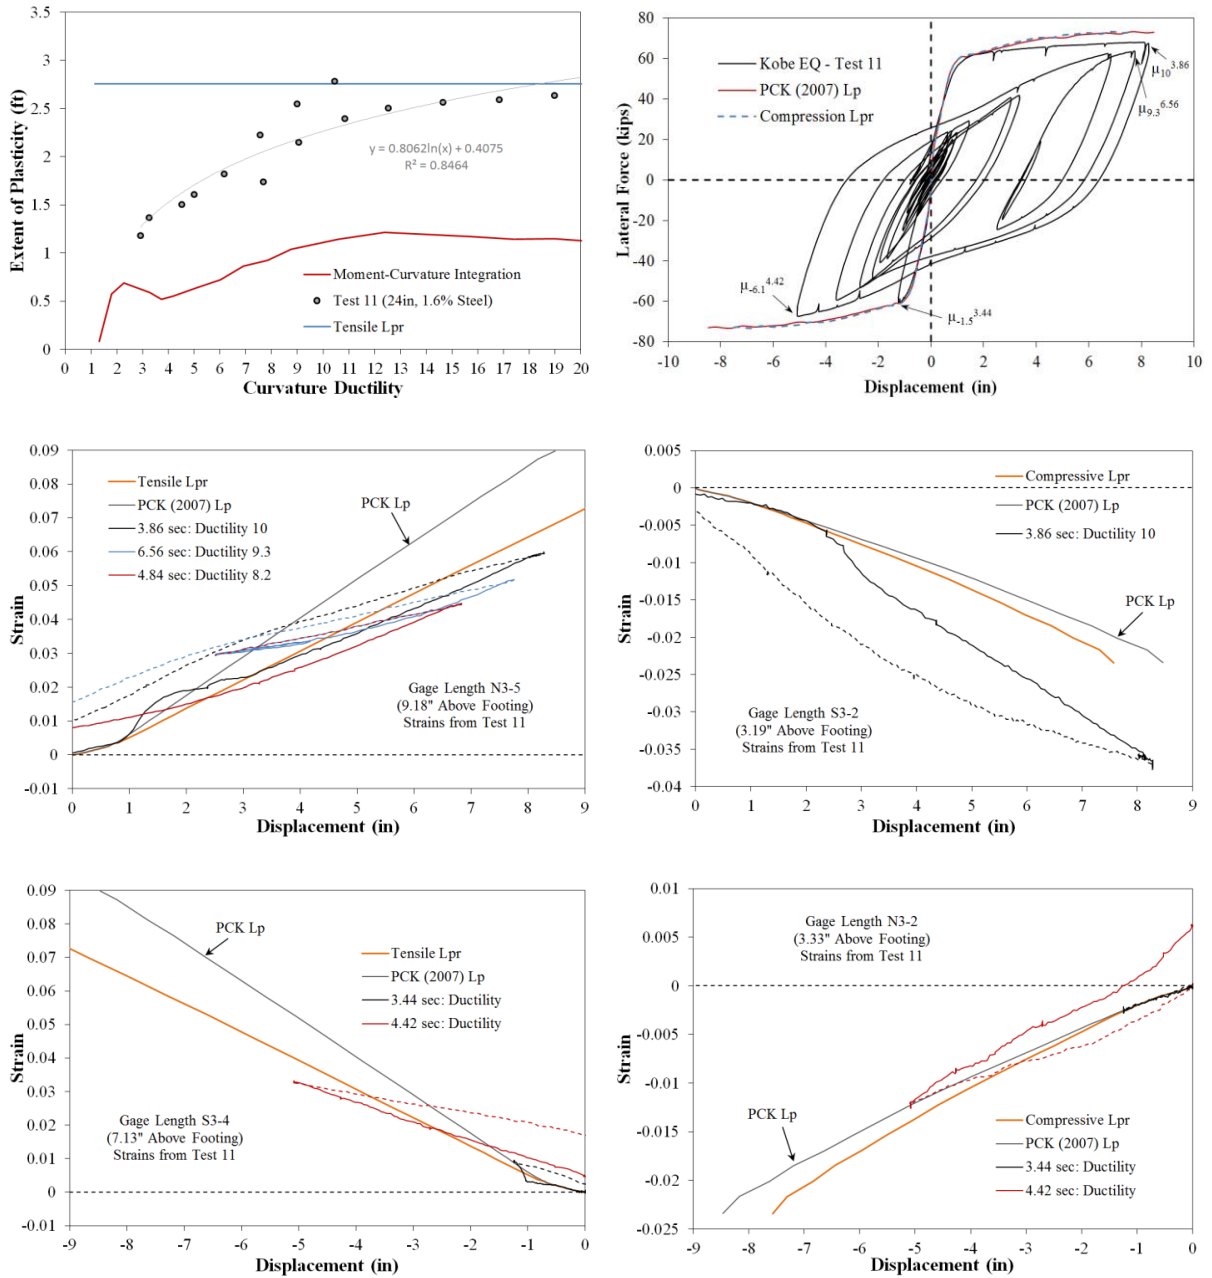 3.5
3
2.5
2
1.5
1
0.5
0
Extent of Plasticity (ft)
y = 0.8062ln(x) + 0.4075
R² = 0.8464
Moment-Curvature Integration
Test 11 (24in, 1.6% Steel)
Tensile Lpr
0 1 2 3 4 5 6 7 8 9 10 11 12 13 14 15 16 17 18 19 20
Curvature Ductility
80
60
40
20
0
-20
-40
-60
-80
Lateral Force (kips)
Kobe EQ - Test 11
PCK (2007) Lp
Compression Lpr
μ10^3.86
μ9.3^6.56
μ-6.1^4.42
μ-1.5^3.44
-10 -8 -6 -4 -2 0 2 4 6 8 10
Displacement (in)
0.09
0.08
0.07
0.06
0.05
0.04
0.03
0.02
0.01
0
-0.01
Strain
Tensile Lpr
PCK (2007) Lp
3.86 sec: Ductility 10
6.56 sec: Ductility 9.3
4.84 sec: Ductility 8.2
PCK Lp
Gage Length N3-5
(9.18" Above Footing)
Strains from Test 11
0 1 2 3 4 5 6 7 8 9
Displacement (in)
0.005
0
-0.005
-0.01
-0.015
-0.02
-0.025
-0.03
-0.035
-0.04
Strain
Compressive Lpr
PCK (2007) Lp
3.86 sec: Ductility 10
PCK Lp
Gage Length S3-2
(3.19" Above Footing)
Strains from Test 11
0 1 2 3 4 5 6 7 8 9
Displacement (in)
0.09
0.08
0.07
0.06
0.05
0.04
0.03
0.02
0.01
0
-0.01
Strain
PCK Lp
Tensile Lpr
PCK (2007) Lp
3.44 sec: Ductility
4.42 sec: Ductility
Gage Length S3-4
(7.13" Above Footing)
Strains from Test 11
-9 -8 -7 -6 -5 -4 -3 -2 -1 0
Displacement (in)
0.01
0.005
0
-0.005
-0.01
-0.015
-0.02
-0.025
Strain
Gage Length N3-2
(3.33" Above Footing)
Strains from Test 11
PCK Lp
Compressive Lpr
PCK (2007) Lp
3.44 sec: Ductility
4.42 sec: Ductility
-9 -8 -7 -6 -5 -4 -3 -2 -1 0
Displacement (in)